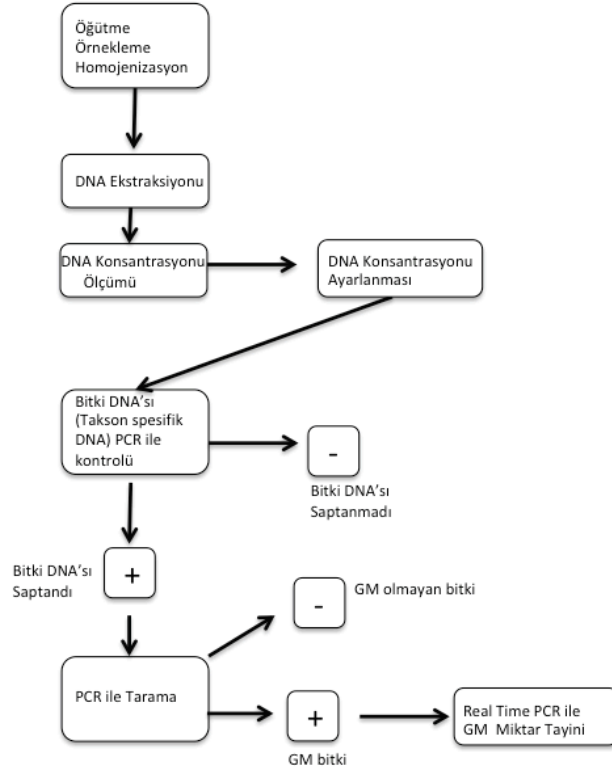 Öğütme
Örnekleme
Homojenizasyon
DNA Ekstraksiyonu
DNA Konsantrasyonu
Ölçümü
DNA Konsantrasyonu
Ayarlanması
Bitki DNA’sı
(Takson spesifik
DNA) PCR ile
kontrolü
-
Bitki DNA’sı
Saptanmadı
Bitki DNA’sı
Saptandı
+
-
GM olmayan bitki
PCR ile Tarama
+
GM bitki
Real Time PCR ile
GM Miktar Tayini